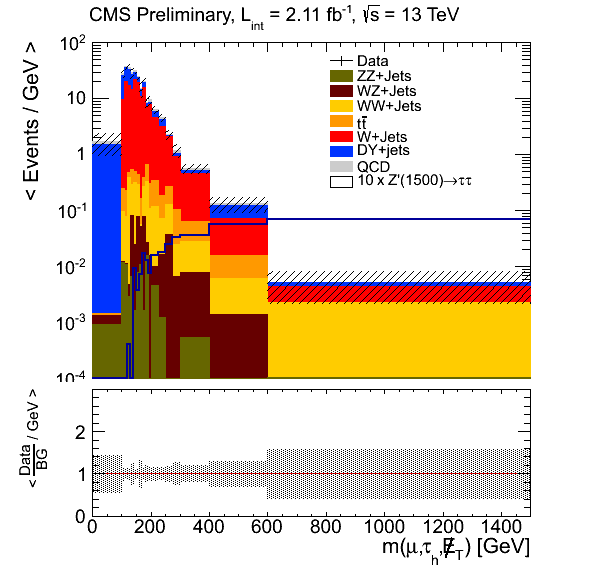 CMS Preliminary, L_int = 2.11 fb⁻¹, √s = 13 TeV
< Events / GeV >
10²
10
1
10⁻¹
10⁻²
10⁻³
10⁻⁴
Data
ZZ+Jets
WZ+Jets
WW+Jets
tt̄
W+Jets
DY+jets
QCD
10 x Z'(1500)→ττ
< Data/BG / GeV >
2
1
0
0 200 400 600 800 1000 1200 1400
m(μ,τ_h,E̸_T) [GeV]